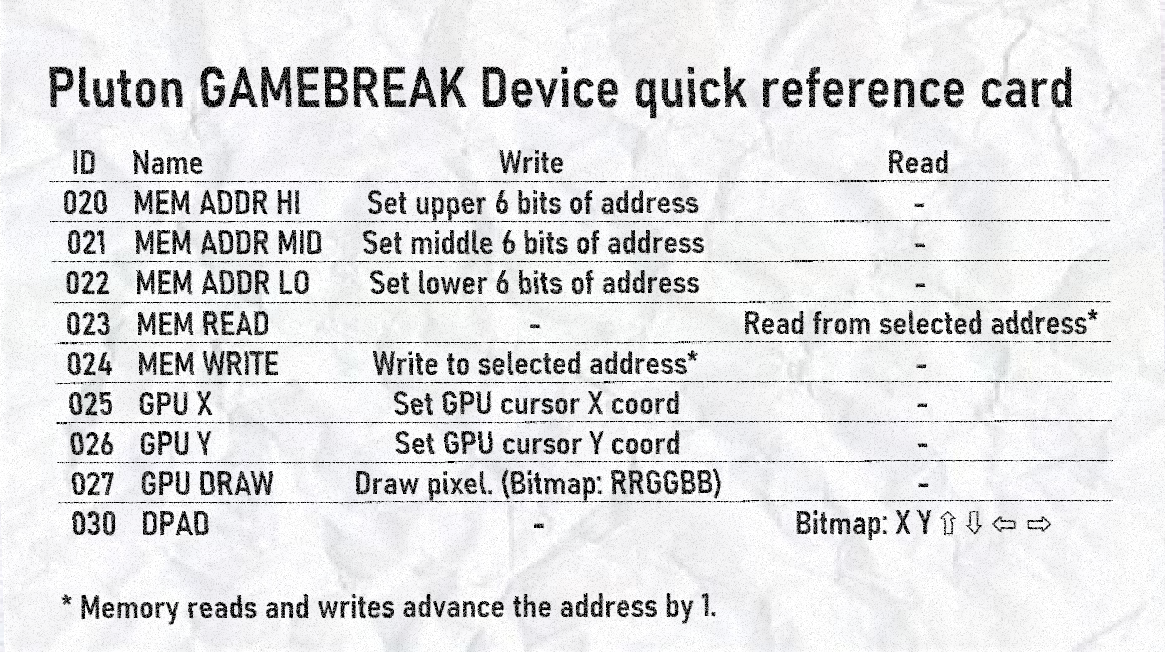 Pluton GAMEBREAK Device quick reference card
ID Name Write Read
020 MEM ADDR HI Set upper 6 bits of address -
021 MEM ADDR MID Set middle 6 bits of address -
022 MEM ADDR LO Set lower 6 bits of address -
023 MEM READ - Read from selected address*
024 MEM WRITE Write to selected address* -
025 GPU X Set GPU cursor X coord -
026 GPU Y Set GPU cursor Y coord -
027 GPU DRAW Draw pixel. (Bitmap: RRGGBB) -
030 DPAD - Bitmap: X Y ⇧ ⇩ ⇦ ⇨
* Memory reads and writes advance the address by 1.